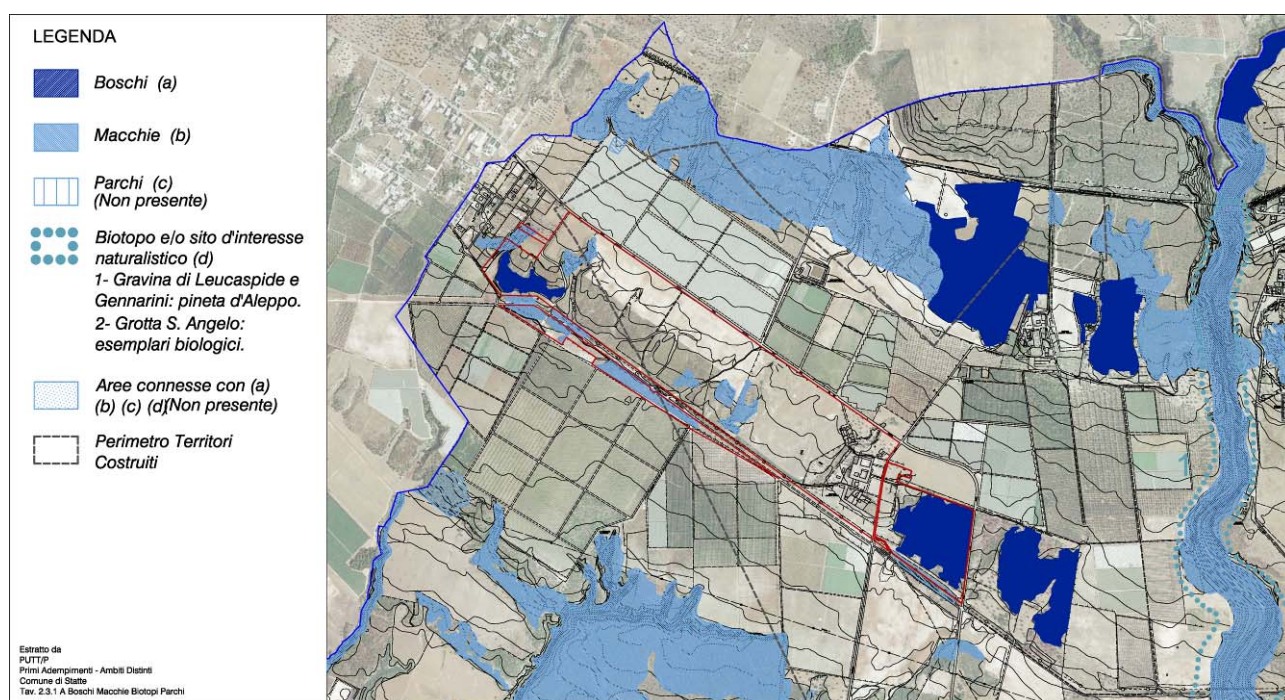 LEGENDA
Boschi (a)
Macchie (b)
Parchi (c)
(Non presente)
Biotopo e/o sito d'interesse
naturalistico (d)
1- Gravina di Leucaspide e
Gennarini: pineta d'Aleppo.
2- Grotta S. Angelo:
esemplari biologici.
Aree connesse con (a)
(b) (c) (d)(Non presente)
Perimetro Territori
Costruiti
Estratto da
PUTT/P
Primi Adempimenti - Ambiti Distinti
Comune di Statte
Tav. 2.3.1 A Boschi Macchie Biotopi Parchi
1